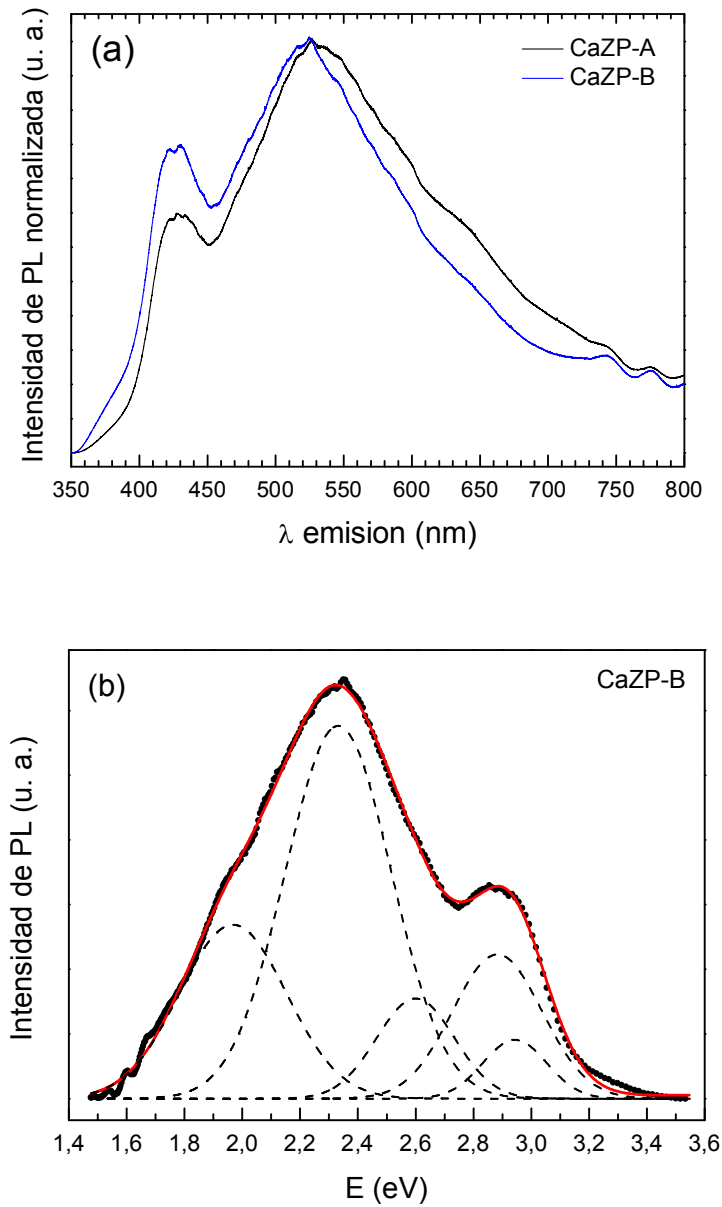 (a)
CaZP-A
CaZP-B
Intensidad de PL normalizada (u. a.)
350 400 450 500 550 600 650 700 750 800
λ emision (nm)
(b)
CaZP-B
Intensidad de PL (u. a.)
1,4 1,6 1,8 2,0 2,2 2,4 2,6 2,8 3,0 3,2 3,4 3,6
E (eV)